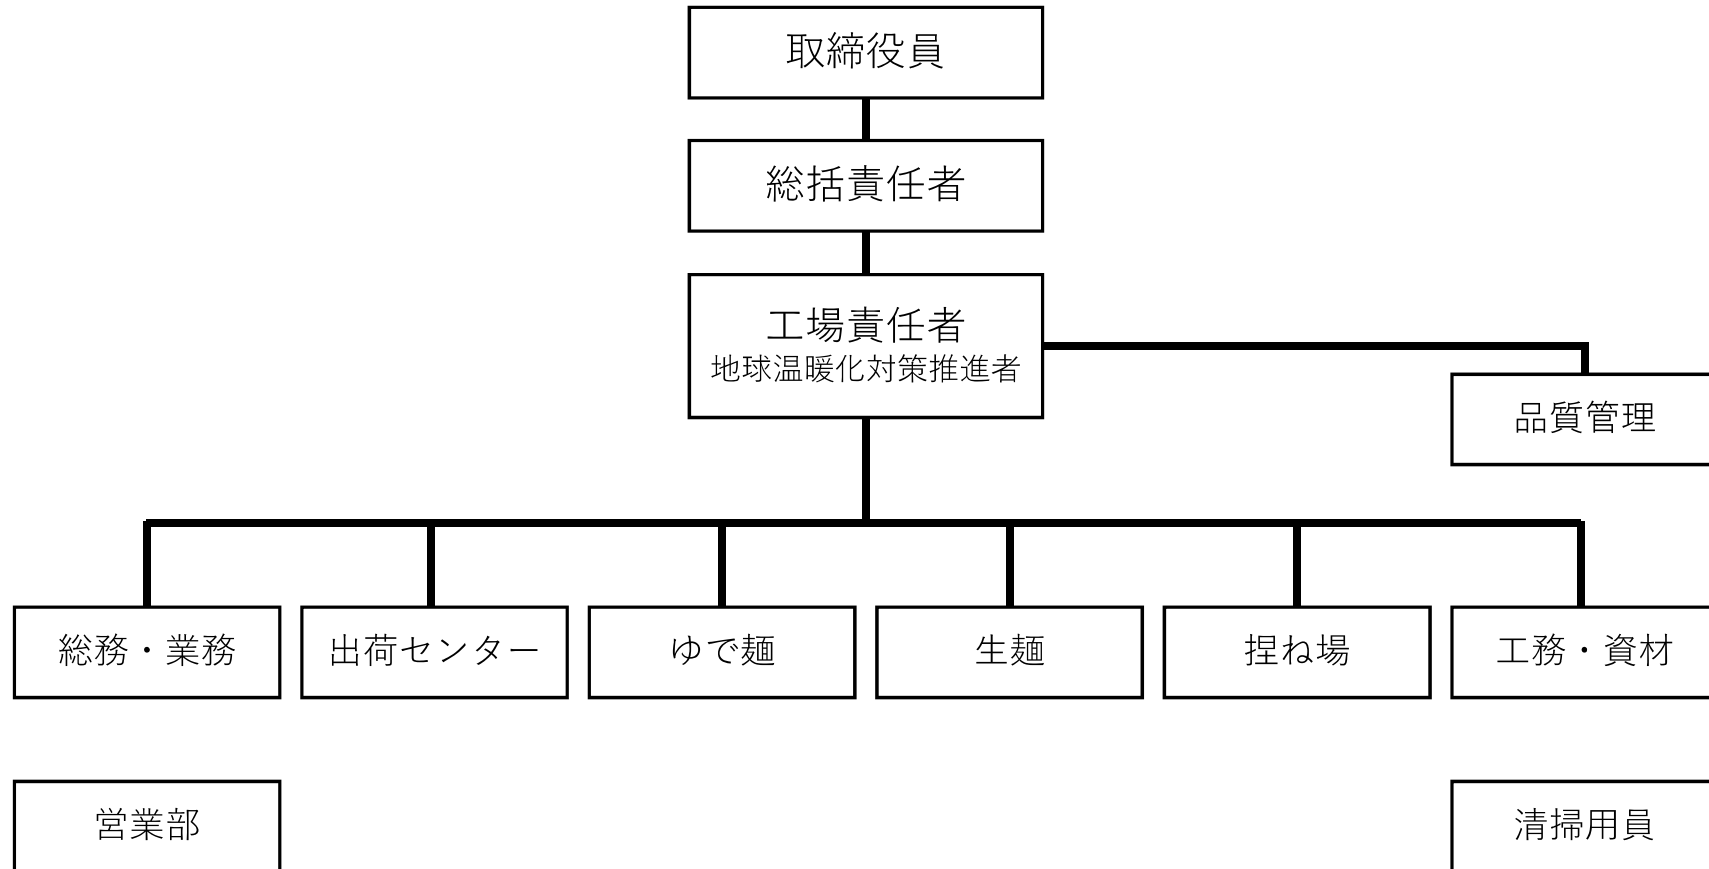 取締役員
総括責任者
工場責任者
地球温暖化対策推進者
品質管理
総務・業務
出荷センター
ゆで麺
生麺
捏ね場
工務・資材
営業部
清掃用員